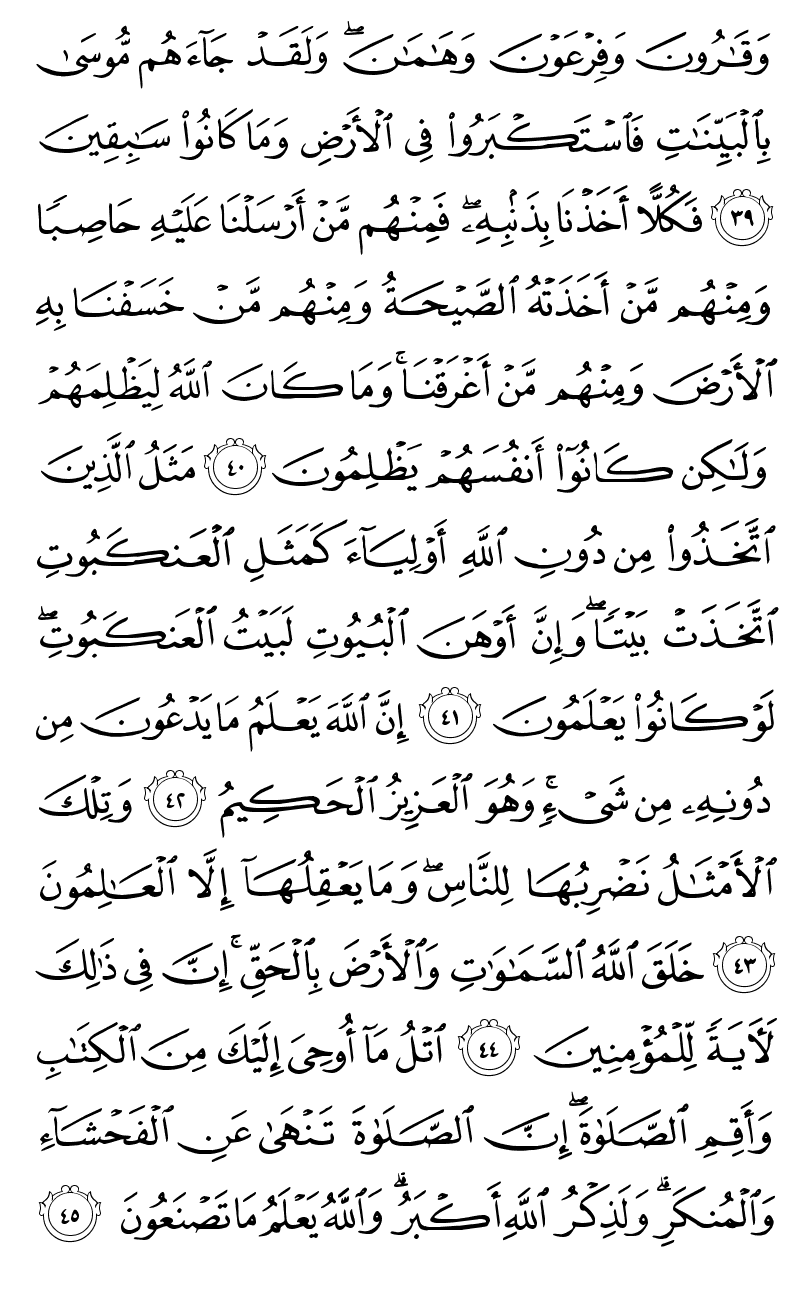 وَقَٰرُونَ وَفِرْعَوْنَ وَهَٰمَٰنَ ۖ وَلَقَدْ جَآءَهُم مُّوسَىٰ
بِٱلْبَيِّنَٰتِ فَٱسْتَكْبَرُوا۟ فِى ٱلْأَرْضِ وَمَا كَانُوا۟ سَٰبِقِينَ
٣٩ فَكُلًّا أَخَذْنَا بِذَنۢبِهِۦ ۖ فَمِنْهُم مَّنْ أَرْسَلْنَا عَلَيْهِ حَاصِبًا
وَمِنْهُم مَّنْ أَخَذَتْهُ ٱلصَّيْحَةُ وَمِنْهُم مَّنْ خَسَفْنَا بِهِ
ٱلْأَرْضَ وَمِنْهُم مَّنْ أَغْرَقْنَا ۚ وَمَا كَانَ ٱللَّهُ لِيَظْلِمَهُمْ
وَلَٰكِن كَانُوٓا۟ أَنفُسَهُمْ يَظْلِمُونَ ٤٠ مَثَلُ ٱلَّذِينَ
ٱتَّخَذُوا۟ مِن دُونِ ٱللَّهِ أَوْلِيَآءَ كَمَثَلِ ٱلْعَنكَبُوتِ
ٱتَّخَذَتْ بَيْتًا ۖ وَإِنَّ أَوْهَنَ ٱلْبُيُوتِ لَبَيْتُ ٱلْعَنكَبُوتِ ۖ
لَوْ كَانُوا۟ يَعْلَمُونَ ٤١ إِنَّ ٱللَّهَ يَعْلَمُ مَا يَدْعُونَ مِن
دُونِهِۦ مِن شَىْءٍ ۚ وَهُوَ ٱلْعَزِيزُ ٱلْحَكِيمُ ٤٢ وَتِلْكَ
ٱلْأَمْثَٰلُ نَضْرِبُهَا لِلنَّاسِ ۖ وَمَا يَعْقِلُهَآ إِلَّا ٱلْعَٰلِمُونَ
٤٣ خَلَقَ ٱللَّهُ ٱلسَّمَٰوَٰتِ وَٱلْأَرْضَ بِٱلْحَقِّ ۚ إِنَّ فِى ذَٰلِكَ
لَءَايَةً لِّلْمُؤْمِنِينَ ٤٤ ٱتْلُ مَآ أُوحِىَ إِلَيْكَ مِنَ ٱلْكِتَٰبِ
وَأَقِمِ ٱلصَّلَوٰةَ ۖ إِنَّ ٱلصَّلَوٰةَ تَنْهَىٰ عَنِ ٱلْفَحْشَآءِ
وَٱلْمُنكَرِ ۗ وَلَذِكْرُ ٱللَّهِ أَكْبَرُ ۗ وَٱللَّهُ يَعْلَمُ مَا تَصْنَعُونَ ٤٥